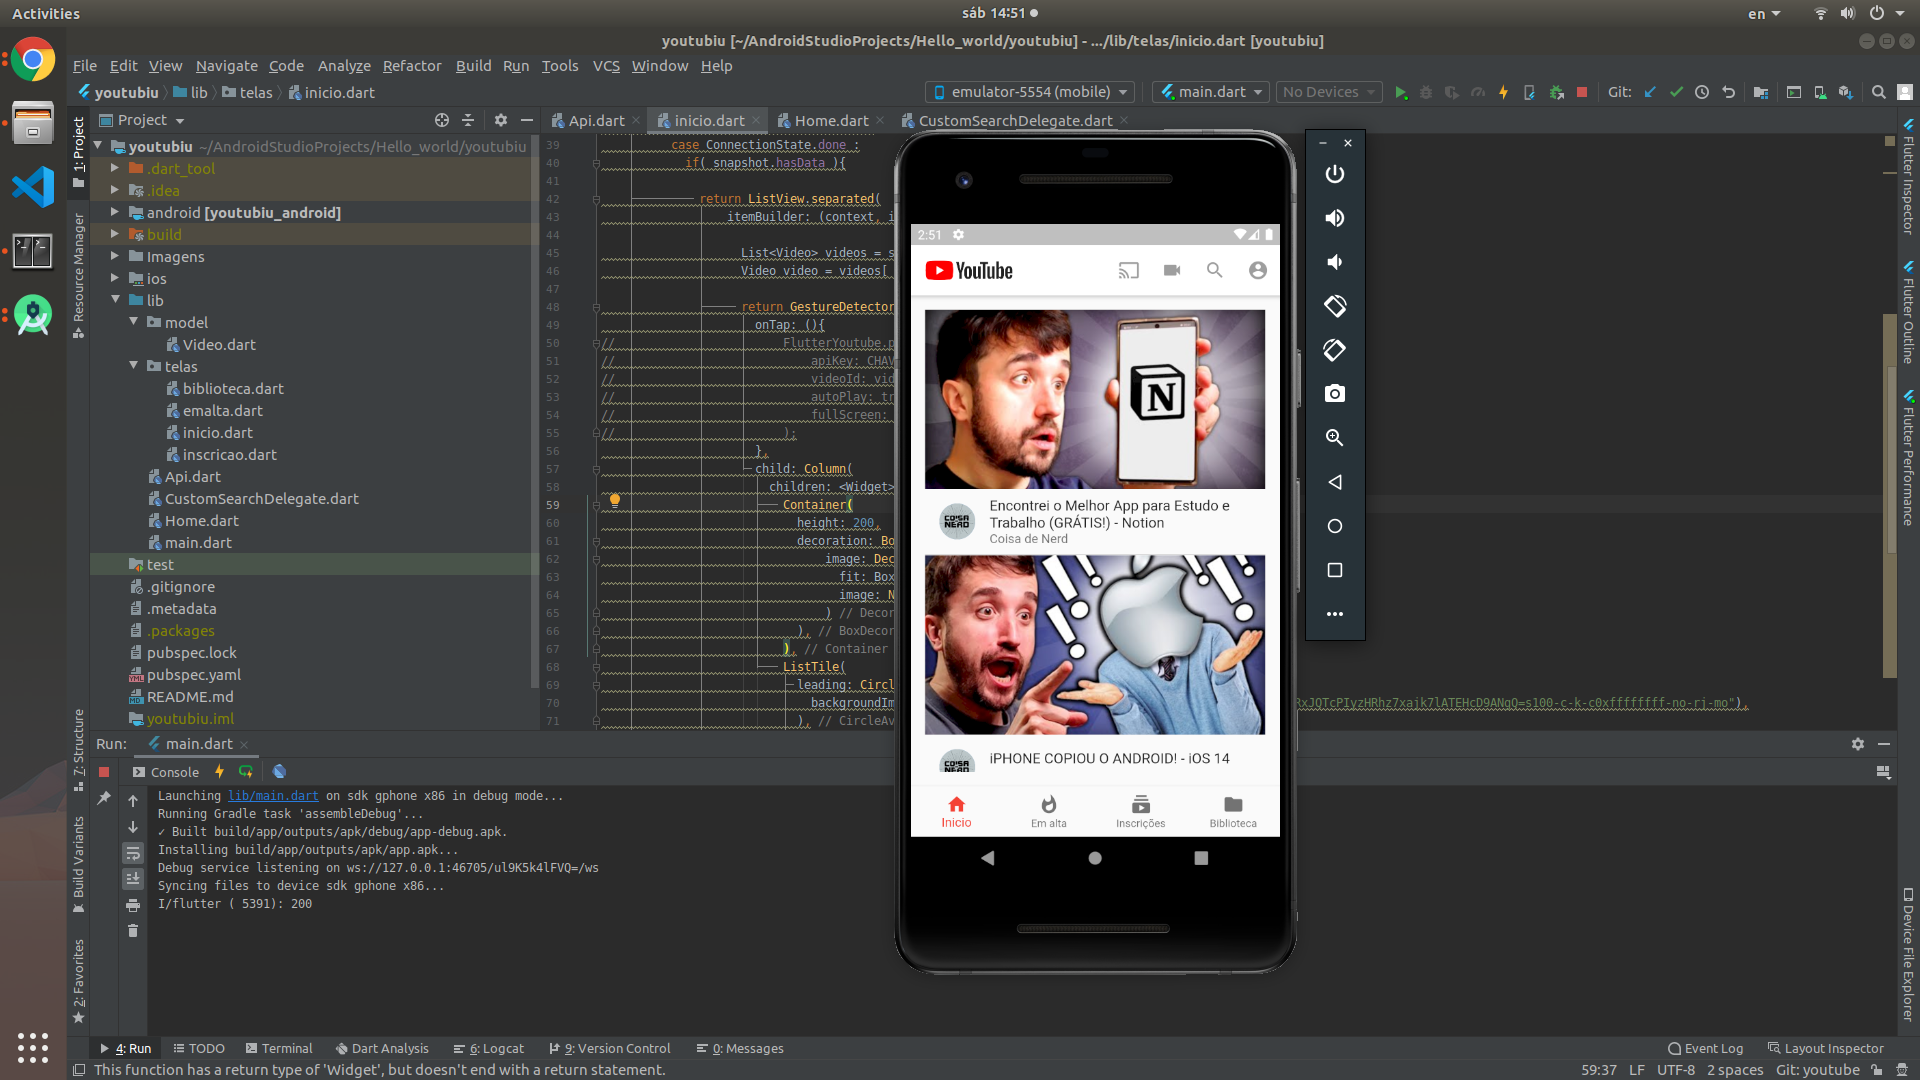 Activities
sáb 14:51
en
youtubiu [~/AndroidStudioProjects/Hello_world/youtubiu] - .../lib/telas/inicio.dart [youtubiu]
File Edit View Navigate Code Analyze Refactor Build Run Tools VCS Window Help
youtubiu lib telas inicio.dart
emulator-5554 (mobile) main.dart No Devices Git:
Project
Api.dart inicio.dart Home.dart CustomSearchDelegate.dart
1: Project
Resource Manager
7: Structure
Build Variants
2: Favorites
youtubiu ~/AndroidStudioProjects/Hello_world/youtubiu
.dart_tool
.idea
android [youtubiu_android]
build
Imagens
ios
lib
model
Video.dart
telas
biblioteca.dart
emalta.dart
inicio.dart
inscricao.dart
Api.dart
CustomSearchDelegate.dart
Home.dart
main.dart
test
.gitignore
.metadata
.packages
pubspec.lock
pubspec.yaml
README.md
youtubiu.iml
39 case ConnectionState.done :
40 if( snapshot.hasData ){
41
42 return ListView.separated(
43 itemBuilder: (context, i
44
45 List<Video> videos = s
46 Video video = videos[
47
48 return GestureDetector
49 onTap: (){
50 // FlutterYoutube.p
51 // apiKey: CHAV
52 // videoId: vid
53 // autoPlay: tr
54 // fullScreen:
55 // );
56 },
57 child: Column(
58 children: <Widget>
59 Container(
60 height: 200,
61 decoration: Bo
62 image: Dec
63 fit: Box
64 image: N
65 ) // Decor
66 ), // BoxDecor
67 ), // Container
68 ListTile(
69 leading: Circl
70 backgroundIm
RxJQTcPIyzHRhz7xajk7lATEHcD9ANgQ=s100-c-k-c0xffffffff-no-rj-mo"),
71 ), // CircleAv
2:51
YouTube
N
COISA NERD
Encontrei o Melhor App para Estudo e
Trabalho (GRÁTIS!) - Notion
Coisa de Nerd
COISA NERD
iPHONE COPIOU O ANDROID! - iOS 14
Inicio Em alta Inscrições Biblioteca
Flutter Inspector
Flutter Outline
Flutter Performance
Device File Explorer
Run: main.dart
Console
Launching lib/main.dart on sdk gphone x86 in debug mode...
Running Gradle task 'assembleDebug'...
✓ Built build/app/outputs/apk/debug/app-debug.apk.
Installing build/app/outputs/apk/app.apk...
Debug service listening on ws://127.0.0.1:46705/ul9K5k4lFVQ=/ws
Syncing files to device sdk gphone x86...
I/flutter ( 5391): 200
4: Run TODO Terminal Dart Analysis 6: Logcat 9: Version Control 0: Messages Event Log Layout Inspector
This function has a return type of 'Widget', but doesn't end with a return statement. 59:37 LF UTF-8 2 spaces Git: youtube